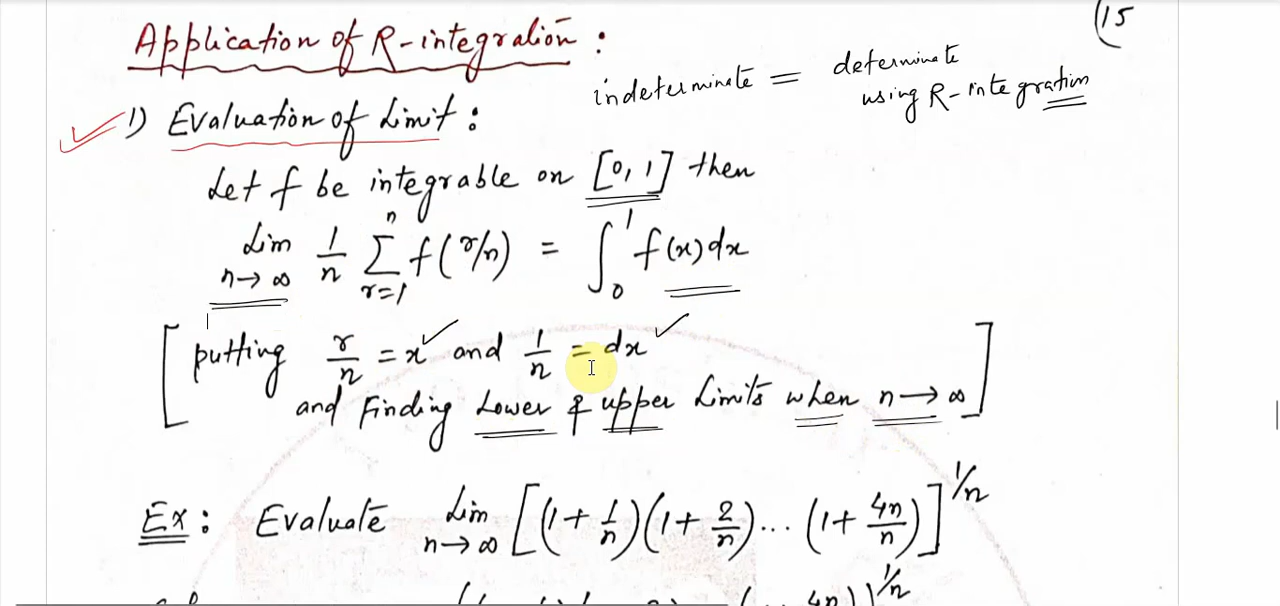 (15
Application of R-integration :
indeterminate = determinate
using R-integration
1) Evaluation of Limit :
Let f be integrable on [0, 1] then
Lim n→∞ 1/n Σ r=1 n f(r/n) = ∫ 0 1 f(x)dx
[putting r/n = x and 1/n = dx
and Finding Lower & upper Limits when n → ∞]
Ex : Evaluate Lim n→∞ [(1 + 1/n)(1 + 2/n)... (1 + 4n/n)]^1/n